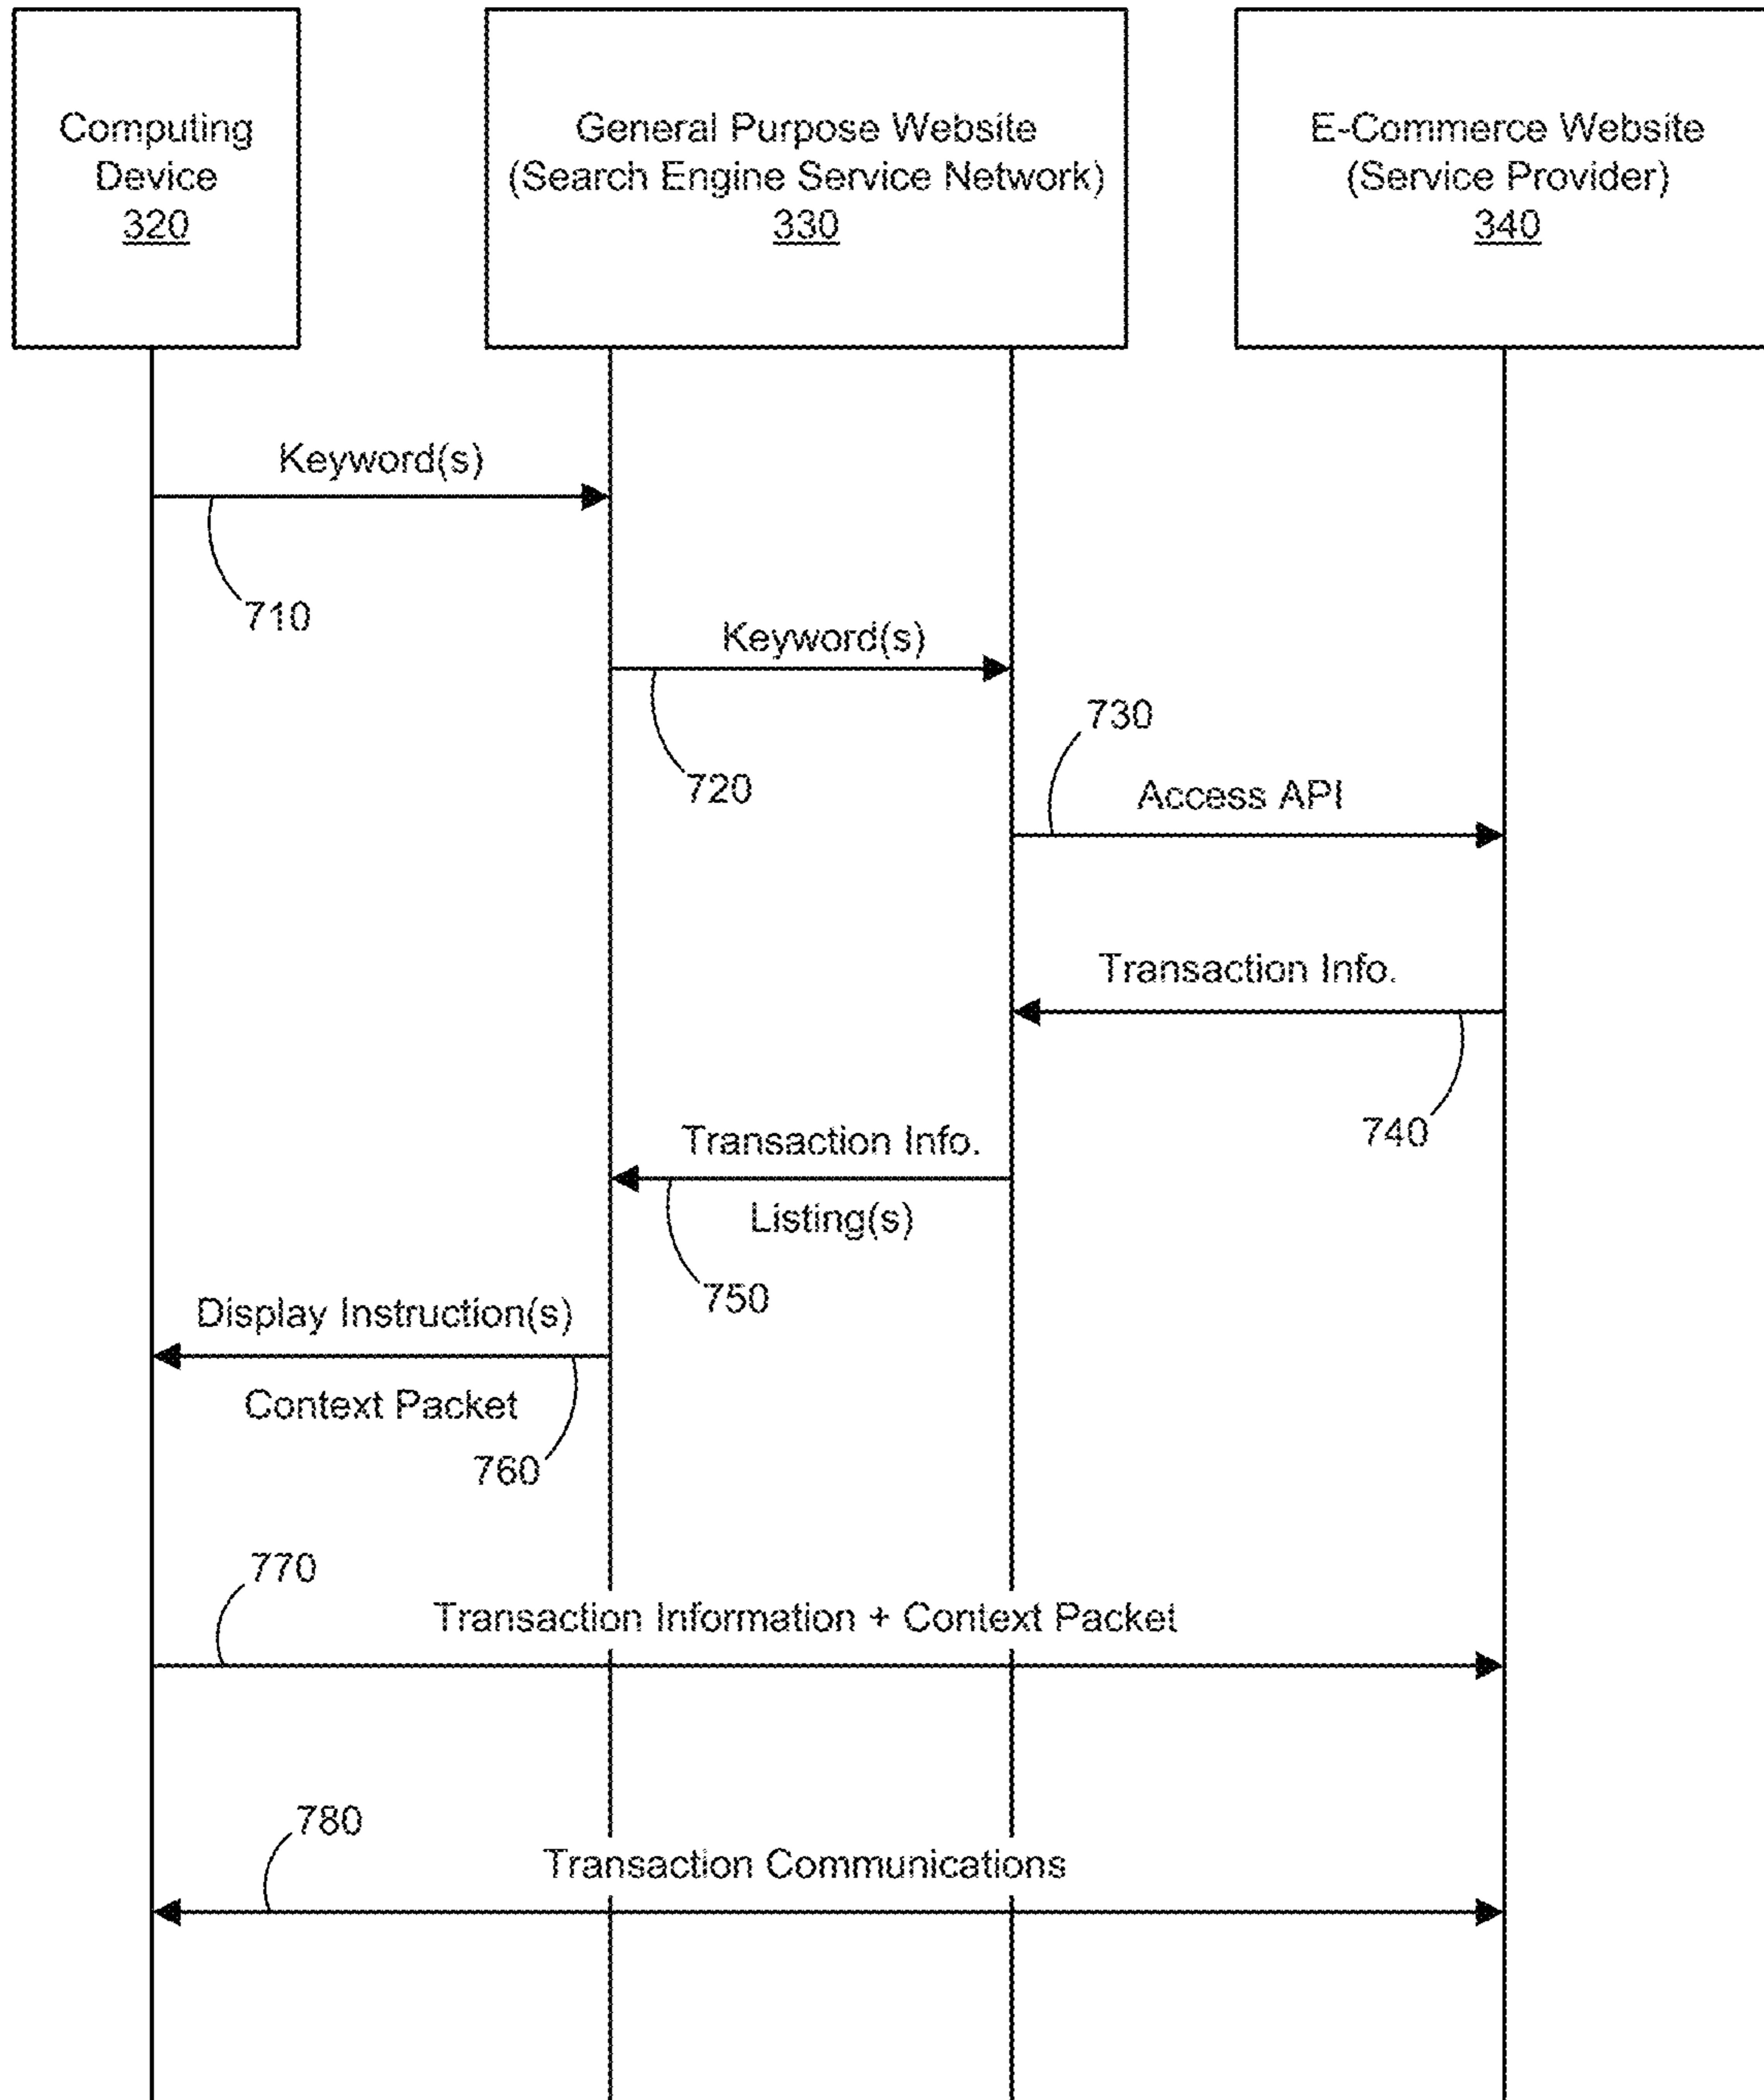 Computing
Device
320
General Purpose Website
(Search Engine Service Network)
330
E-Commerce Website
(Service Provider)
340
Keyword(s)
710
Keyword(s)
720
730
Access API
Transaction Info.
740
Transaction Info.
Listing(s)
750
Display Instruction(s)
Context Packet
760
770
Transaction Information + Context Packet
780
Transaction Communications